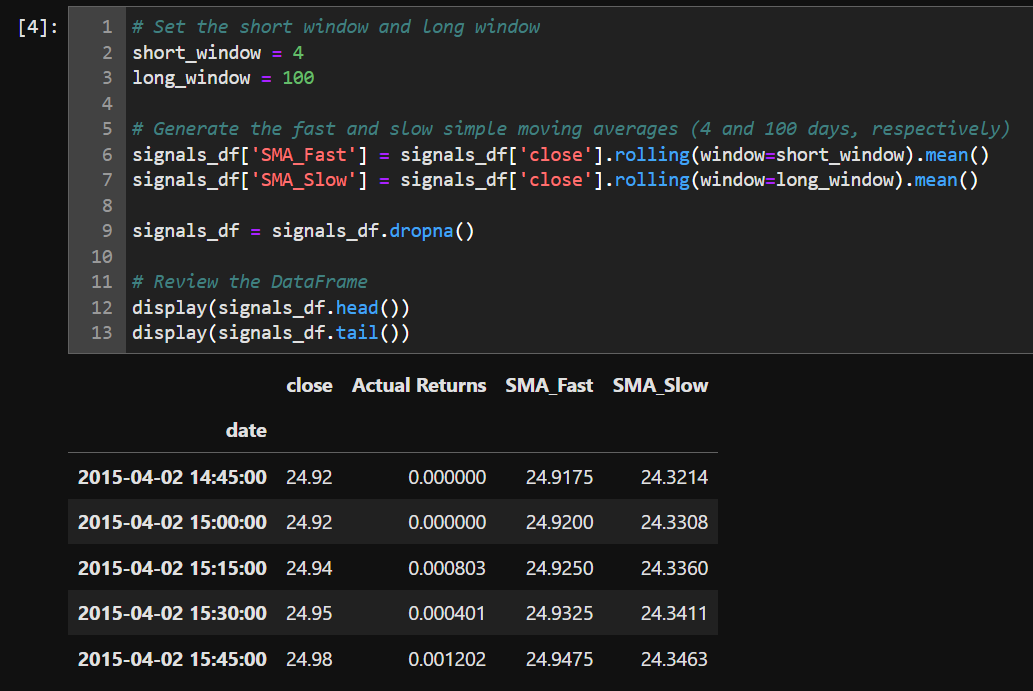 [4]:
1 # Set the short window and long window
2 short_window = 4
3 long_window = 100
4
5 # Generate the fast and slow simple moving averages (4 and 100 days, respectively)
6 signals_df['SMA_Fast'] = signals_df['close'].rolling(window=short_window).mean()
7 signals_df['SMA_Slow'] = signals_df['close'].rolling(window=long_window).mean()
8
9 signals_df = signals_df.dropna()
10
11 # Review the DataFrame
12 display(signals_df.head())
13 display(signals_df.tail())
close Actual Returns SMA_Fast SMA_Slow
date
2015-04-02 14:45:00 24.92 0.000000 24.9175 24.3214
2015-04-02 15:00:00 24.92 0.000000 24.9200 24.3308
2015-04-02 15:15:00 24.94 0.000803 24.9250 24.3360
2015-04-02 15:30:00 24.95 0.000401 24.9325 24.3411
2015-04-02 15:45:00 24.98 0.001202 24.9475 24.3463